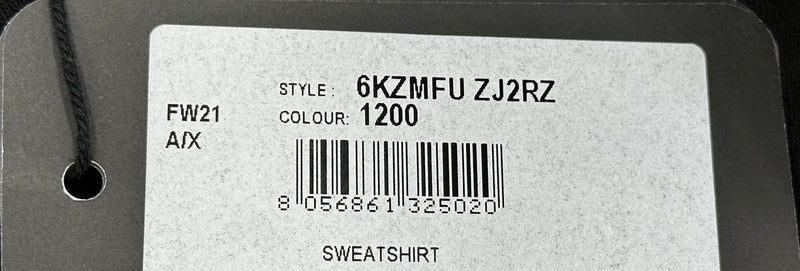 STYLE : 6KZMFU ZJ2RZ
FW21 COLOUR: 1200
A/X
8 056861 325020
SWEATSHIRT